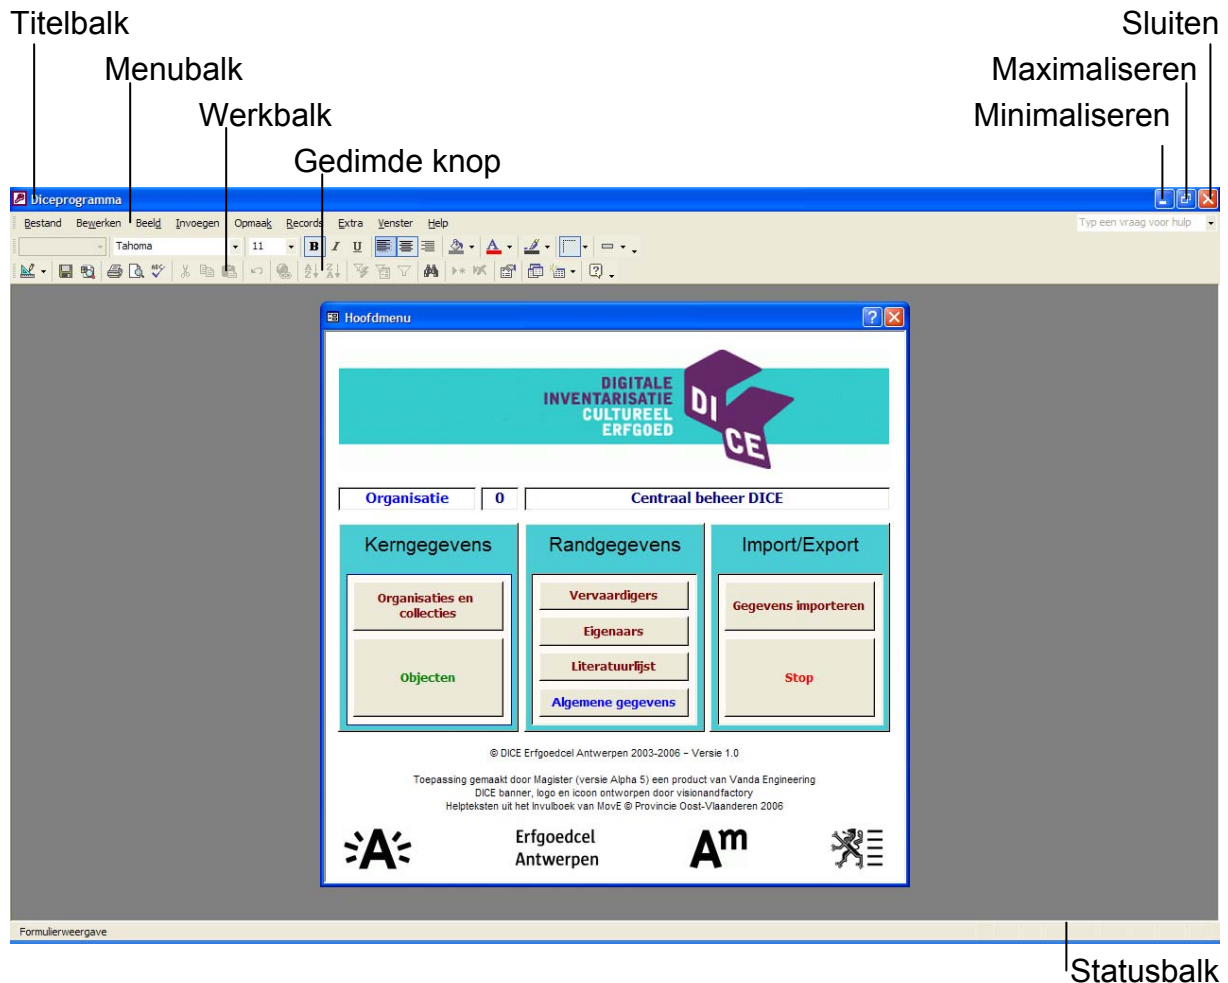 Titelbalk
Sluiten
Menubalk
Maximaliseren
Werkbalk
Minimaliseren
Gedimde knop
Diceprogramma
Bestand Bewerken Beeld Invoegen Opmaak Records Extra Venster Help
Typ een vraag voor hulp
Tahoma 11 B I U
Hoofdmenu
DIGITALE
INVENTARISATIE
CULTUREEL
ERFGOED
DI
CE
Organisatie 0 Centraal beheer DICE
Kerngegevens Randgegevens Import/Export
Organisaties en
collecties
Objecten
Vervaardigers
Eigenaars
Literatuurlijst
Algemene gegevens
Gegevens importeren
Stop
© DICE Erfgoedcel Antwerpen 2003-2006 – Versie 1.0
Toepassing gemaakt door Magister (versie Alpha 5) een product van Vanda Engineering
DICE banner, logo en icoon ontworpen door visionandfactory
Helpteksten uit het Invulboek van MovE © Provincie Oost-Vlaanderen 2006
A
Erfgoedcel
Antwerpen
Am
Formulierweergave
Statusbalk